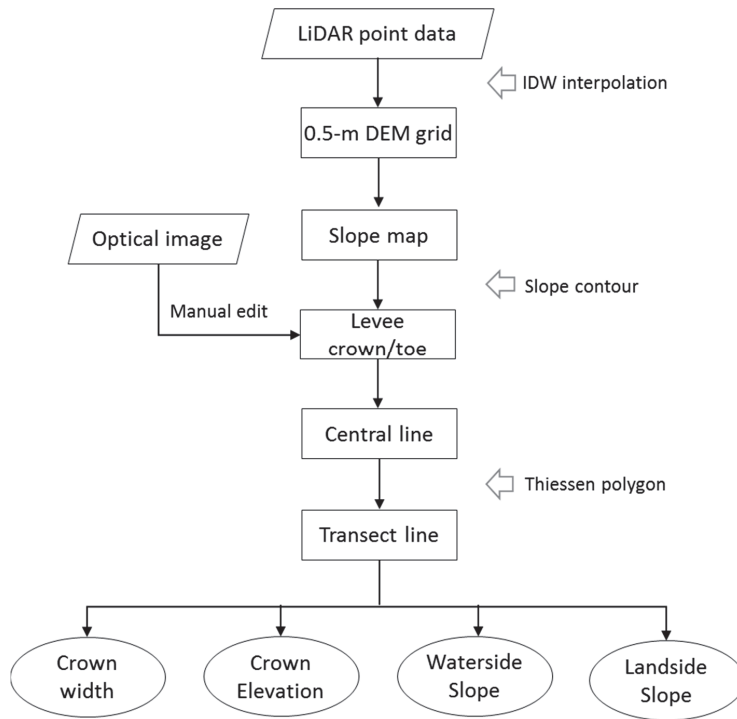 LiDAR point data
IDW interpolation
0.5-m DEM grid
Optical image
Slope map
Slope contour
Manual edit
Levee
crown/toe
Central line
Thiessen polygon
Transect line
Crown
width
Crown
Elevation
Waterside
Slope
Landside
Slope